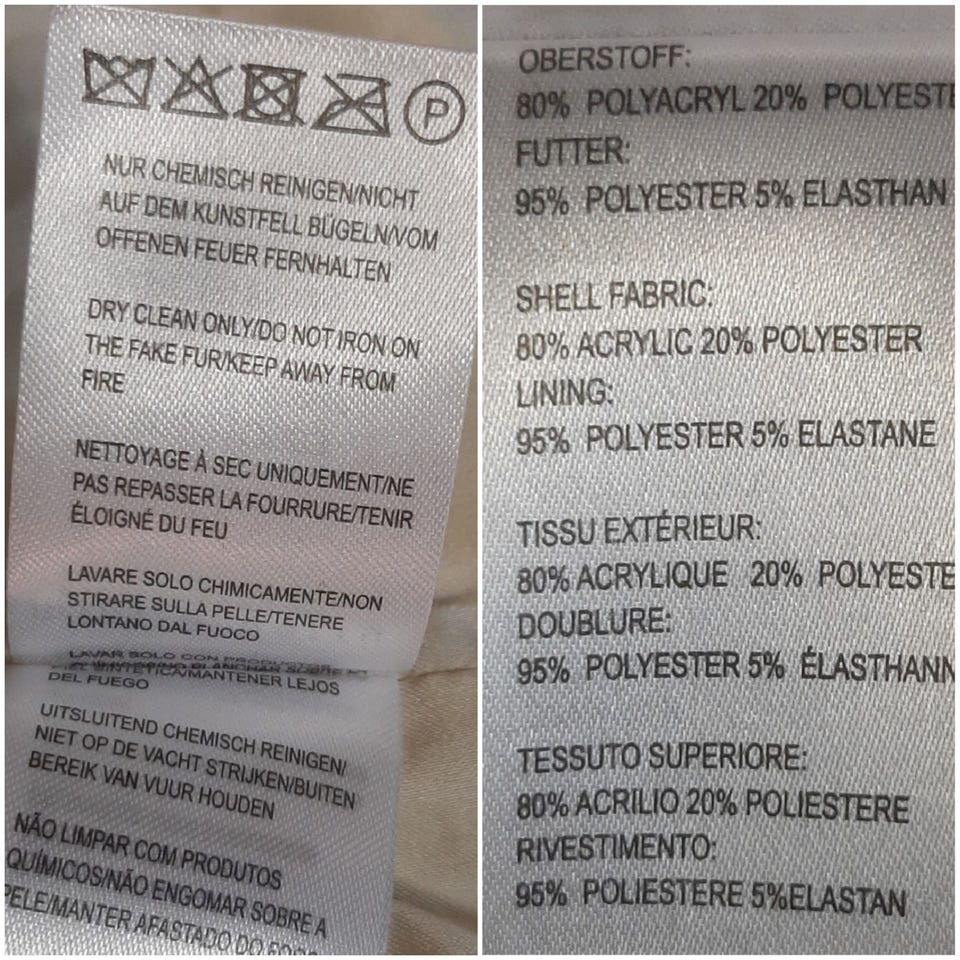 P
NUR CHEMISCH REINIGEN/NICHT
AUF DEM KUNSTFELL BÜGELN/VOM
OFFENEN FEUER FERNHALTEN
DRY CLEAN ONLY/DO NOT IRON ON
THE FAKE FUR/KEEP AWAY FROM
FIRE
NETTOYAGE À SEC UNIQUEMENT/NE
PAS REPASSER LA FOURRURE/TENIR
ÉLOIGNÉ DU FEU
LAVARE SOLO CHIMICAMENTE/NON
STIRARE SULLA PELLE/TENERE
LONTANO DAL FUOCO
LAVAR SOLO CON
DEL FUEGO
UITSLUITEND CHEMISCH REINIGEN/
NIET OP DE VACHT STRIJKEN/BUITEN
BEREIK VAN VUUR HOUDEN
NÃO LIMPAR COM PRODUTOS
QUÍMICOS/NÃO ENGOMAR SOBRE A
PELE/MANTER AFASTADO DO
OBERSTOFF:
80% POLYACRYL 20% POLYESTE
FUTTER:
95% POLYESTER 5% ELASTHAN
SHELL FABRIC:
80% ACRYLIC 20% POLYESTER
LINING:
95% POLYESTER 5% ELASTANE
TISSU EXTÉRIEUR:
80% ACRYLIQUE 20% POLYESTE
DOUBLURE:
95% POLYESTER 5% ÉLASTHANN
TESSUTO SUPERIORE:
80% ACRILIO 20% POLIESTERE
RIVESTIMENTO:
95% POLIESTERE 5%ELASTAN